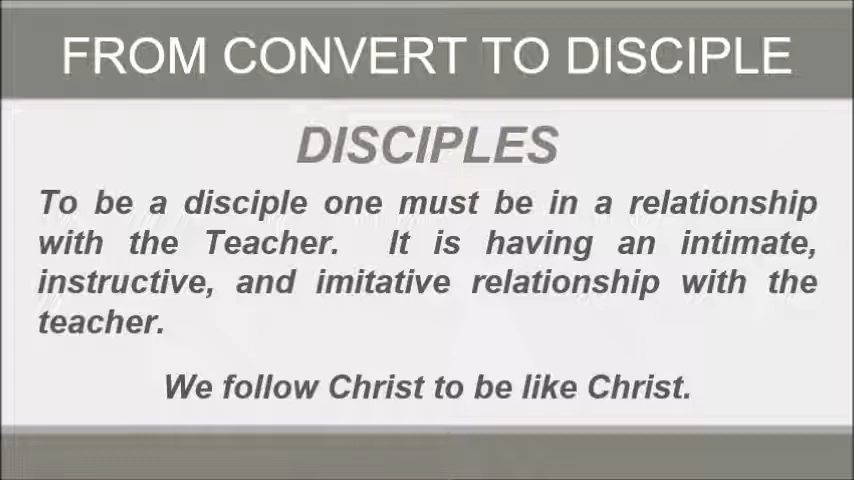 FROM CONVERT TO DISCIPLE
DISCIPLES
To be a disciple one must be in a relationship
with the Teacher. It is having an intimate,
instructive, and imitative relationship with the
teacher.
We follow Christ to be like Christ.